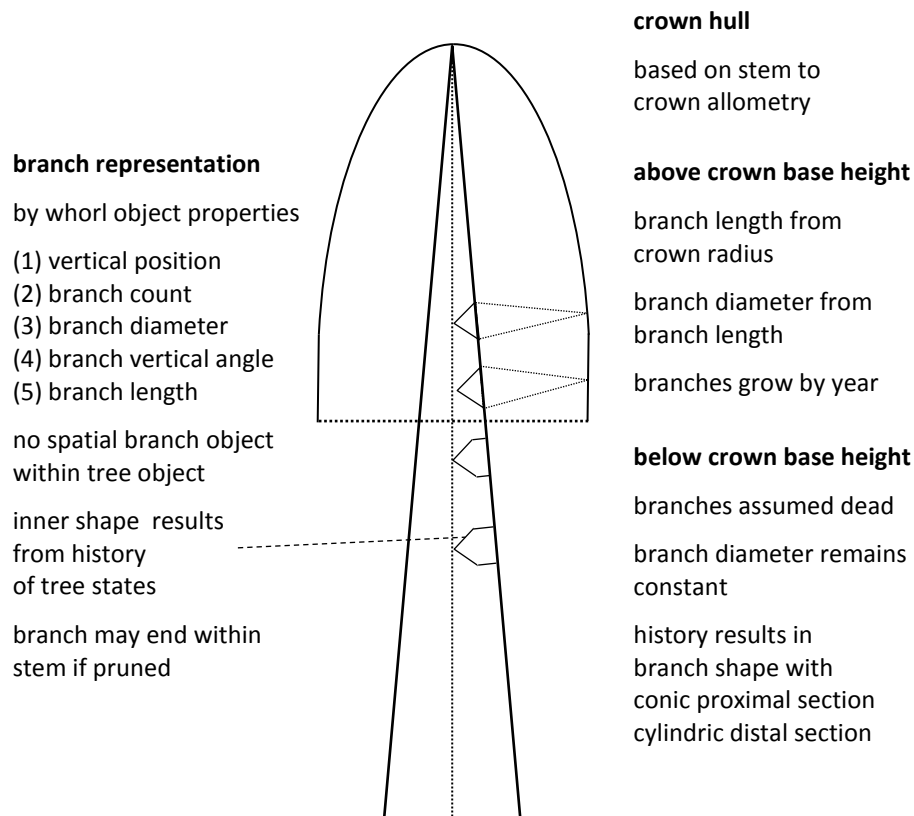 crown hull
based on stem to
crown allometry
branch representation
by whorl object properties
(1) vertical position
(2) branch count
(3) branch diameter
(4) branch vertical angle
(5) branch length
no spatial branch object
within tree object
inner shape results
from history
of tree states
branch may end within
stem if pruned
above crown base height
branch length from
crown radius
branch diameter from
branch length
branches grow by year
below crown base height
branches assumed dead
branch diameter remains
constant
history results in
branch shape with
conic proximal section
cylindric distal section